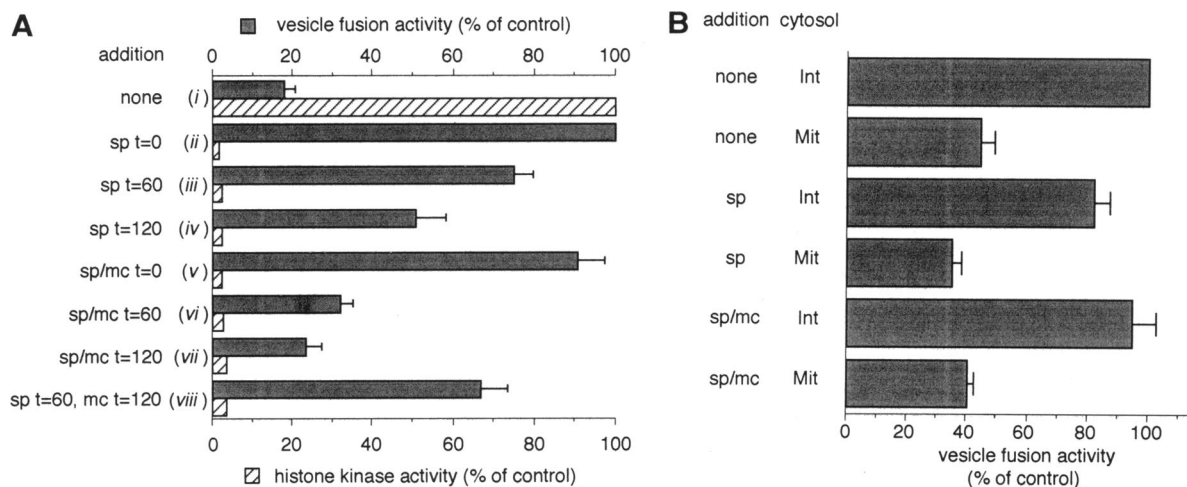 A
vesicle fusion activity (% of control)
addition
0 20 40 60 80 100
none (i)
sp t=0 (ii)
sp t=60 (iii)
sp t=120 (iv)
sp/mc t=0 (v)
sp/mc t=60 (vi)
sp/mc t=120 (vii)
sp t=60, mc t=120 (viii)
0 20 40 60 80 100
histone kinase activity (% of control)
B
addition cytosol
none Int
none Mit
sp Int
sp Mit
sp/mc Int
sp/mc Mit
0 20 40 60 80 100
vesicle fusion activity
(% of control)